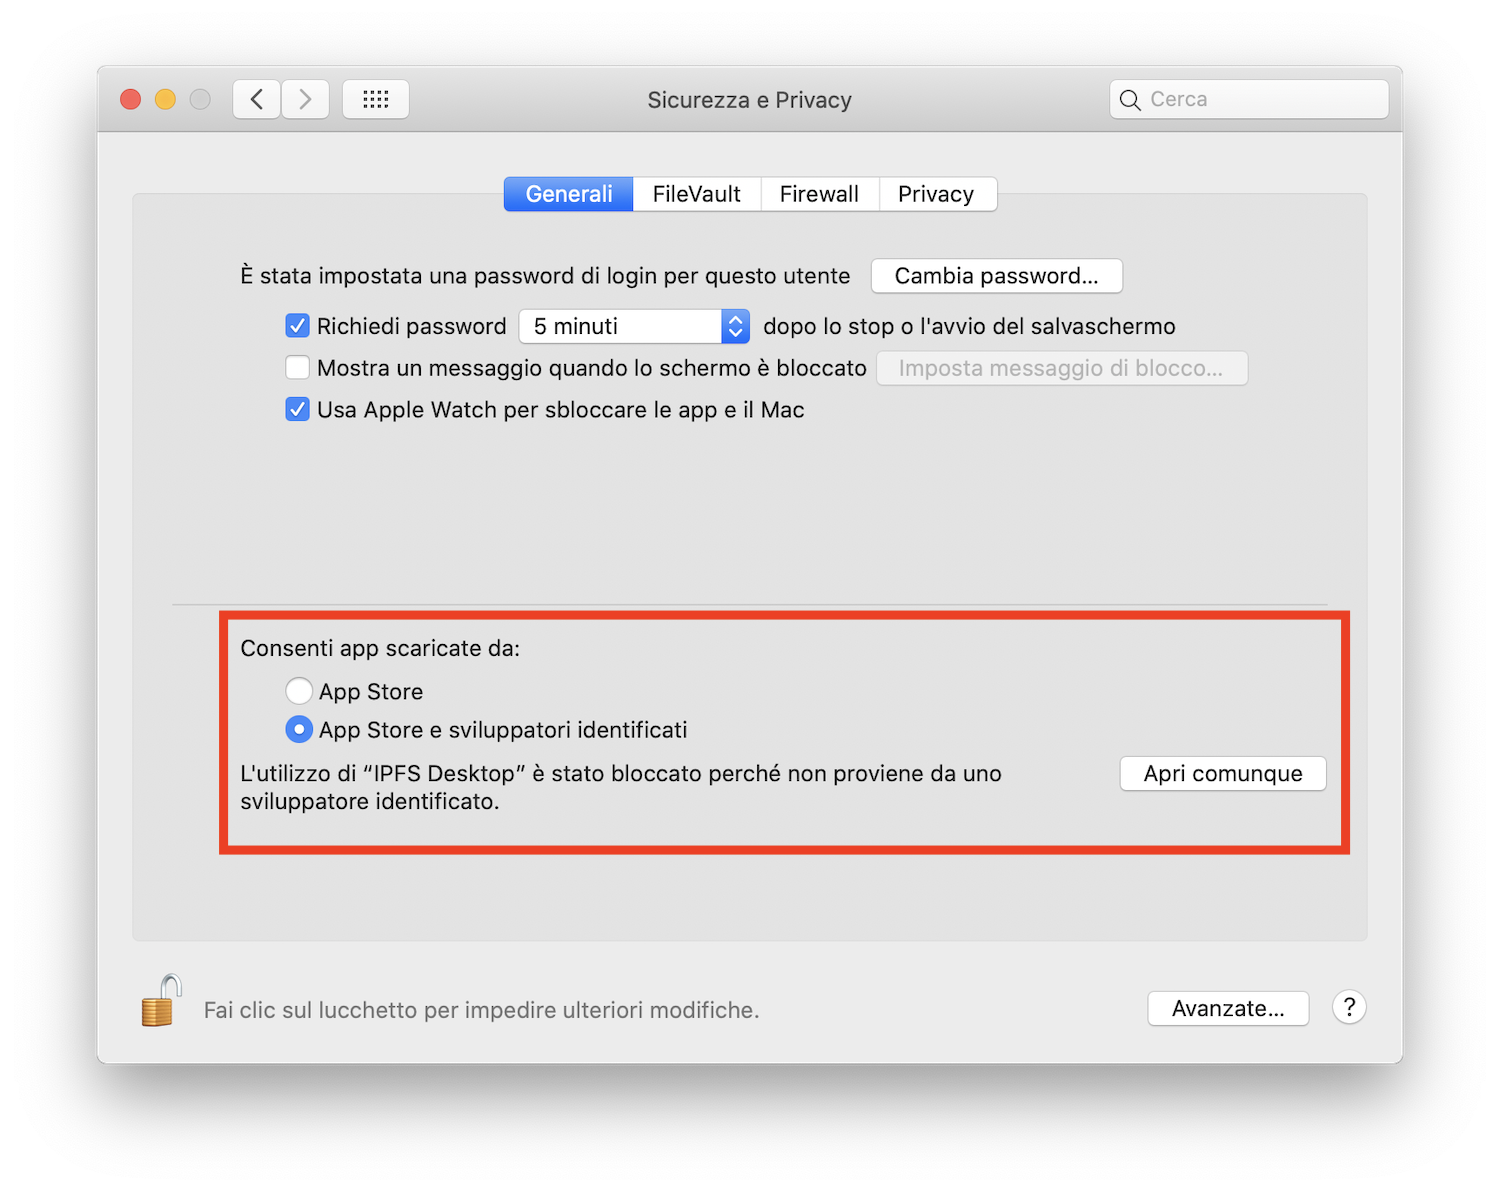 Sicurezza e Privacy
Cerca
Generali FileVault Firewall Privacy
È stata impostata una password di login per questo utente Cambia password...
Richiedi password 5 minuti dopo lo stop o l'avvio del salvaschermo
Mostra un messaggio quando lo schermo è bloccato Imposta messaggio di blocco...
Usa Apple Watch per sbloccare le app e il Mac
Consenti app scaricate da:
App Store
App Store e sviluppatori identificati
L'utilizzo di “IPFS Desktop” è stato bloccato perché non proviene da uno
sviluppatore identificato.
Apri comunque
Fai clic sul lucchetto per impedire ulteriori modifiche.
Avanzate... ?